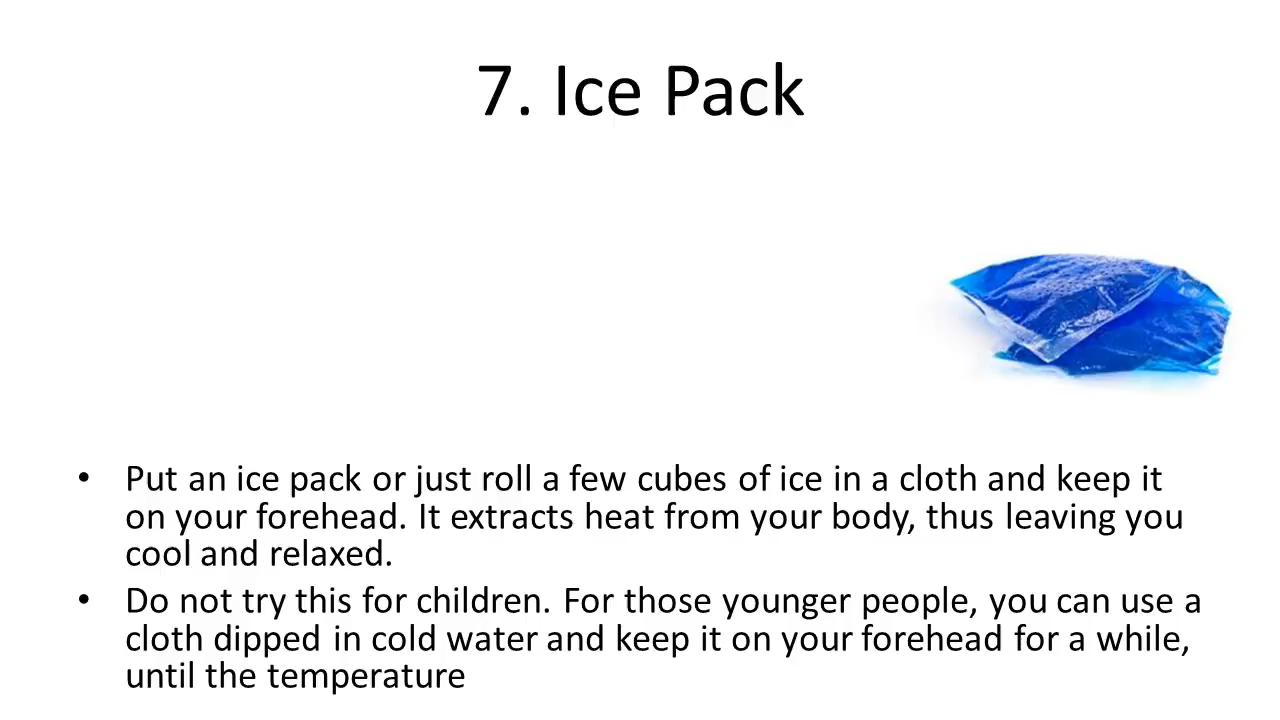 7. Ice Pack
• Put an ice pack or just roll a few cubes of ice in a cloth and keep it
on your forehead. It extracts heat from your body, thus leaving you
cool and relaxed.
• Do not try this for children. For those younger people, you can use a
cloth dipped in cold water and keep it on your forehead for a while,
until the temperature